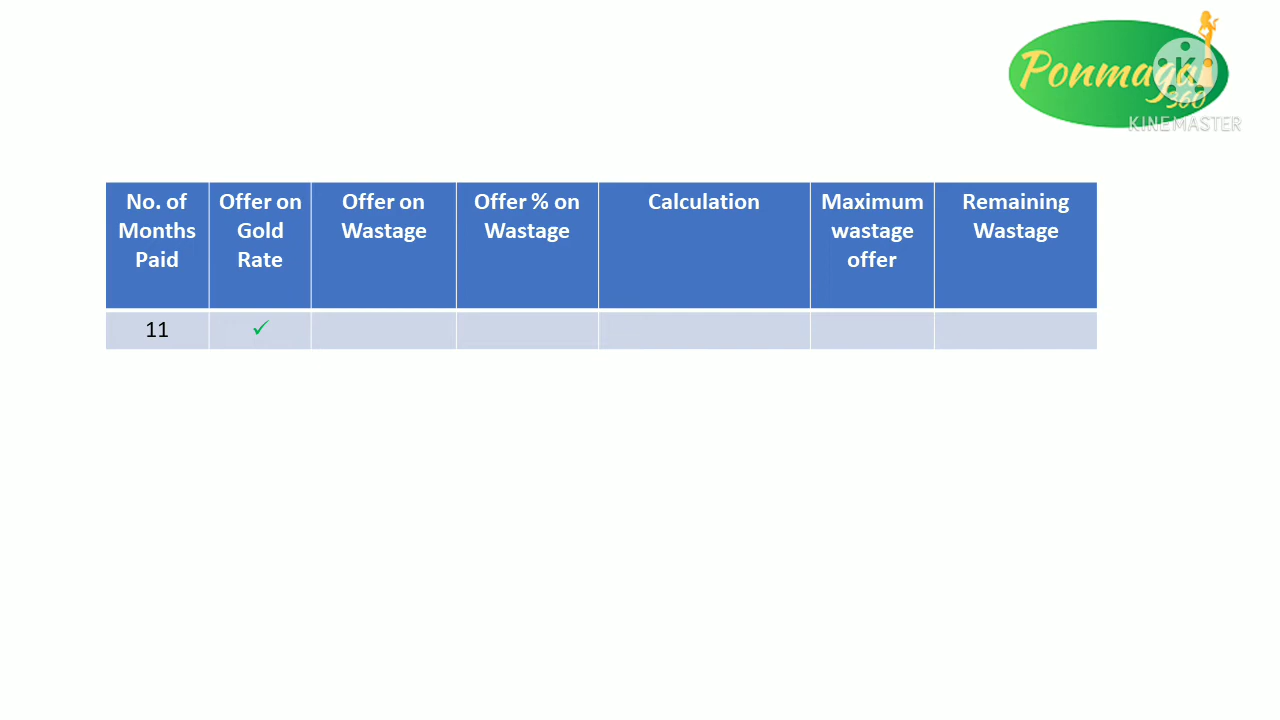 Ponmagal
360
KINEMASTER
No. of Months Paid
Offer on Gold Rate
Offer on Wastage
Offer % on Wastage
Calculation
Maximum wastage offer
Remaining Wastage
11 ✓